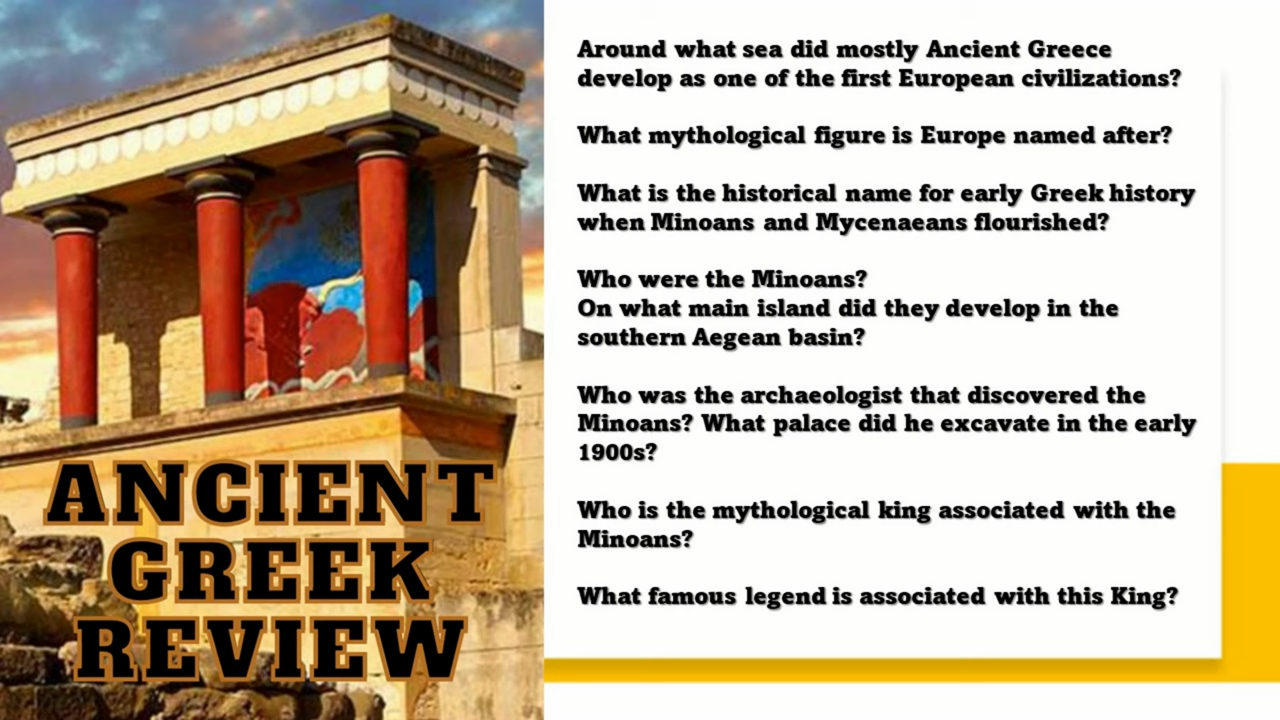 ANCIENT
GREEK
REVIEW
Around what sea did mostly Ancient Greece
develop as one of the first European civilizations?
What mythological figure is Europe named after?
What is the historical name for early Greek history
when Minoans and Mycenaeans flourished?
Who were the Minoans?
On what main island did they develop in the
southern Aegean basin?
Who was the archaeologist that discovered the
Minoans? What palace did he excavate in the early
1900s?
Who is the mythological king associated with the
Minoans?
What famous legend is associated with this King?